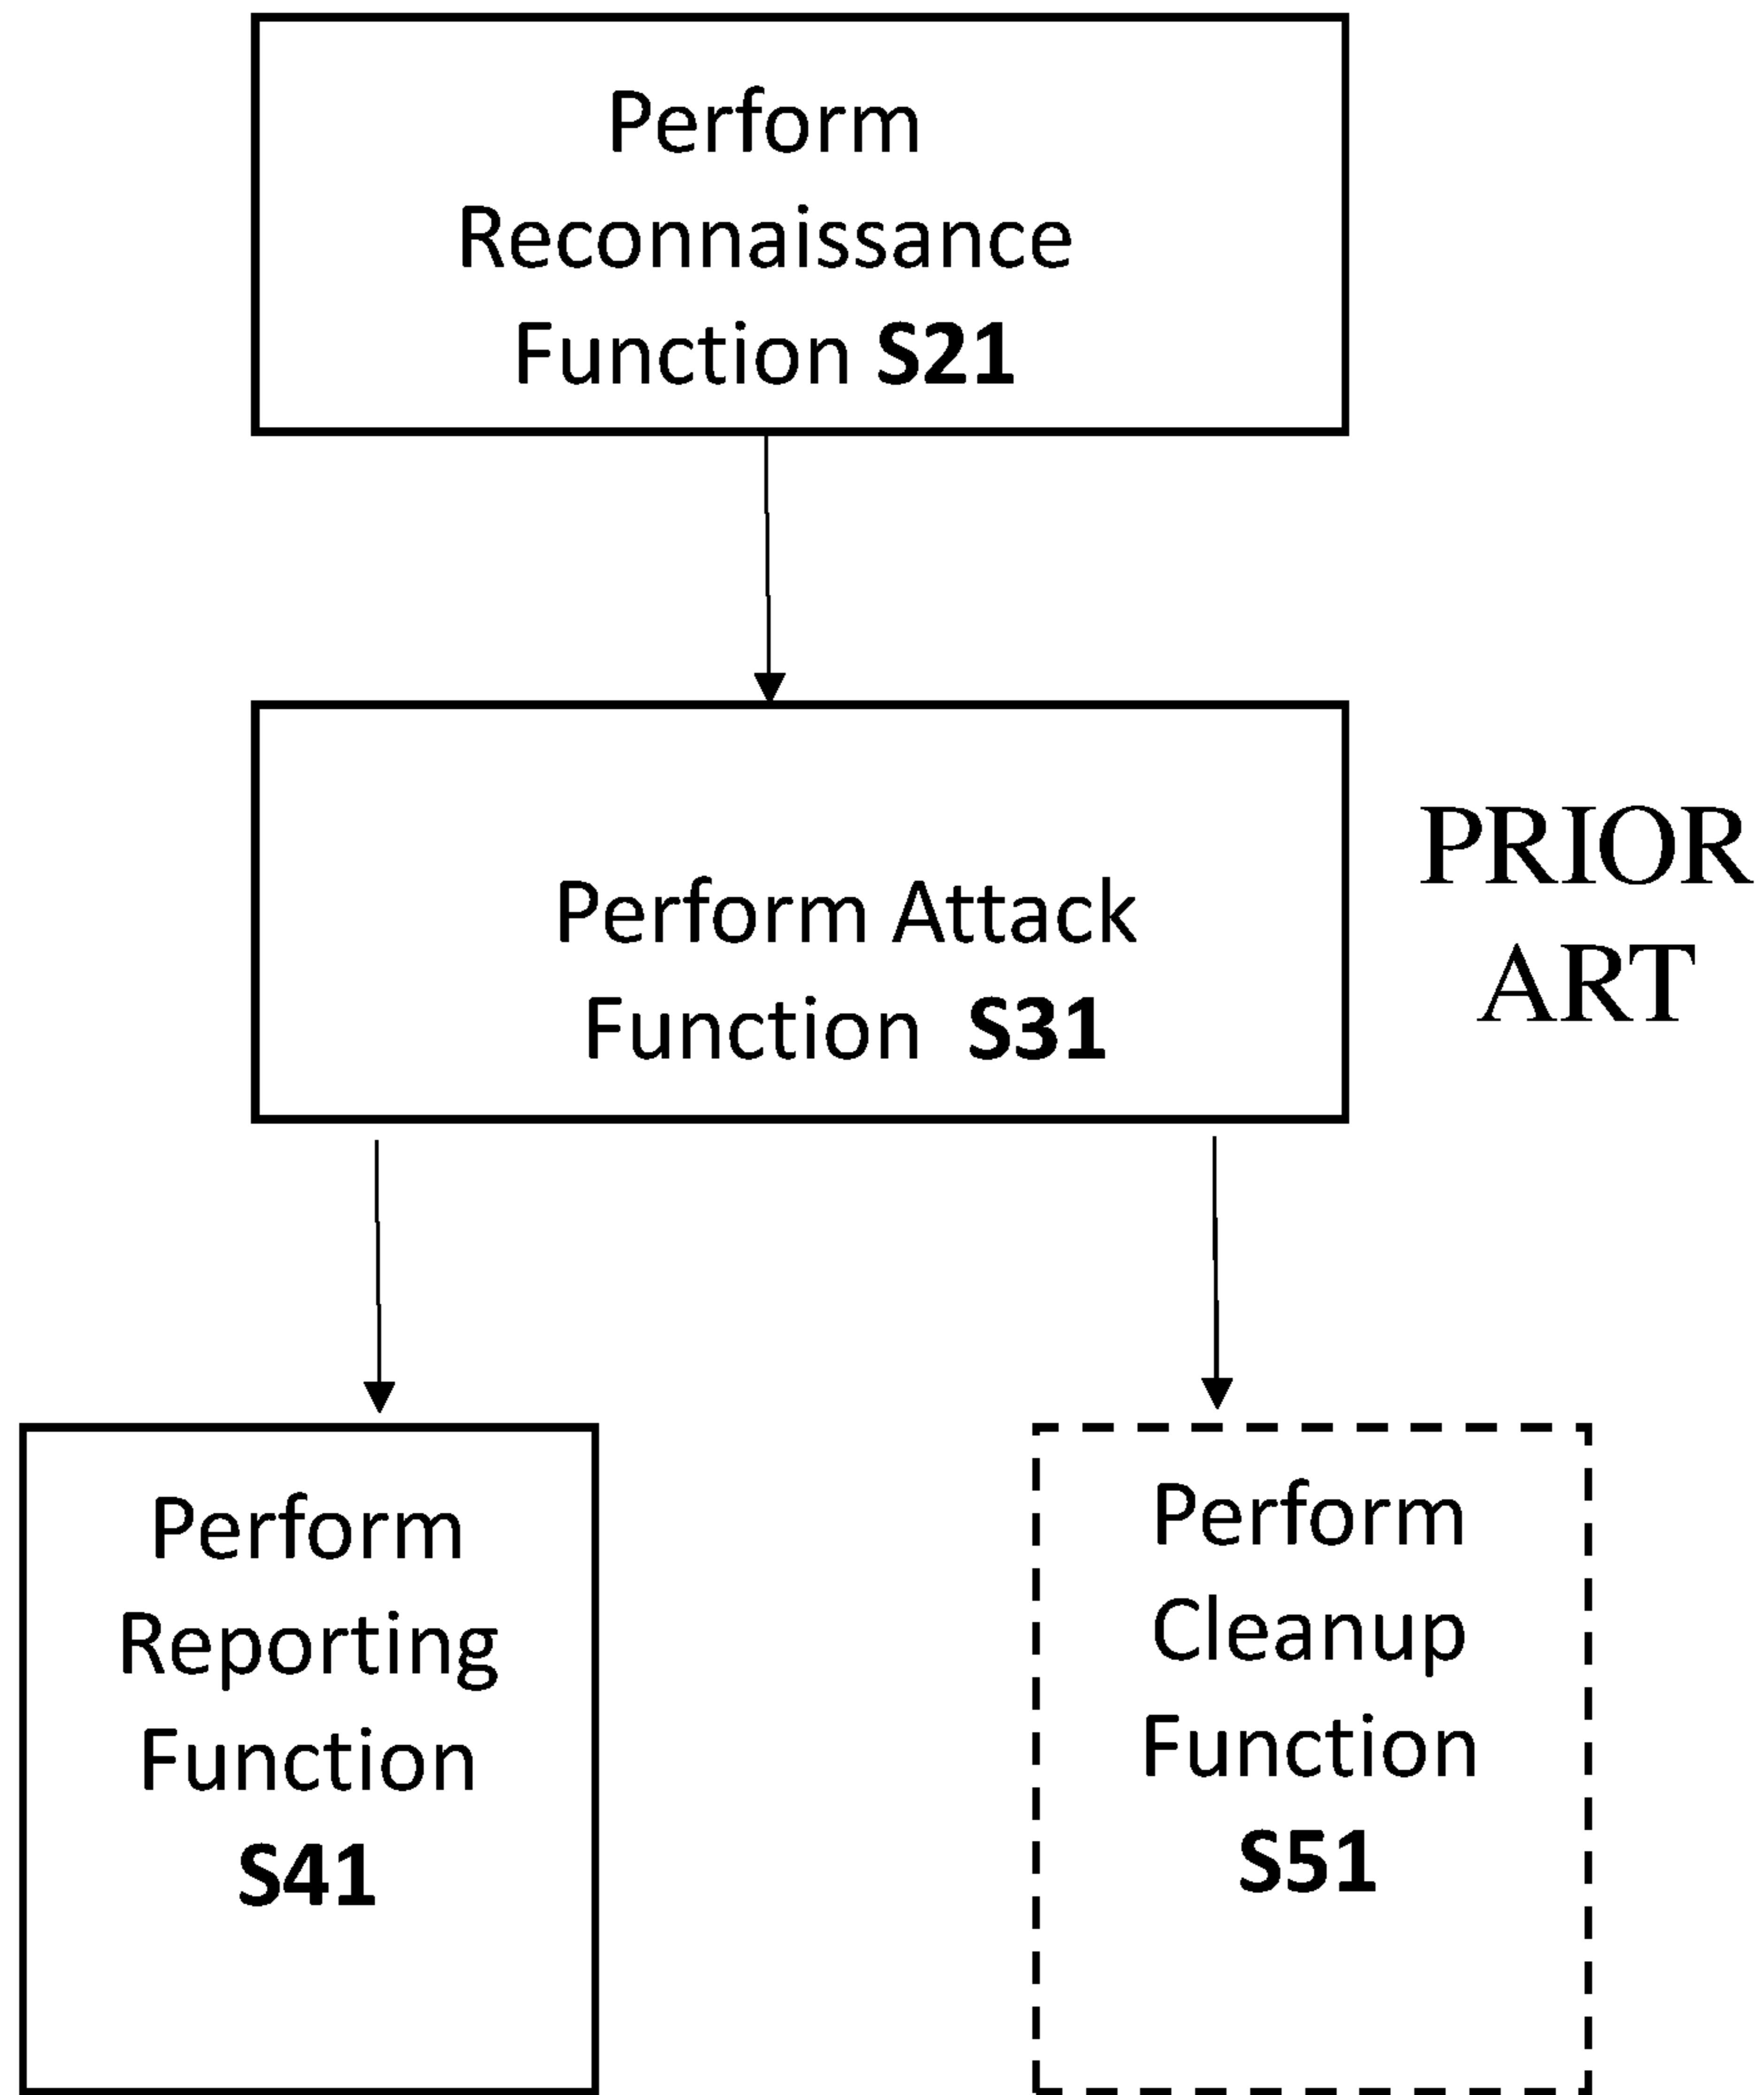 Perform
Reconnaissance
Function S21
Perform Attack
Function S31
PRIOR
ART
Perform
Reporting
Function
S41
Perform
Cleanup
Function
S51